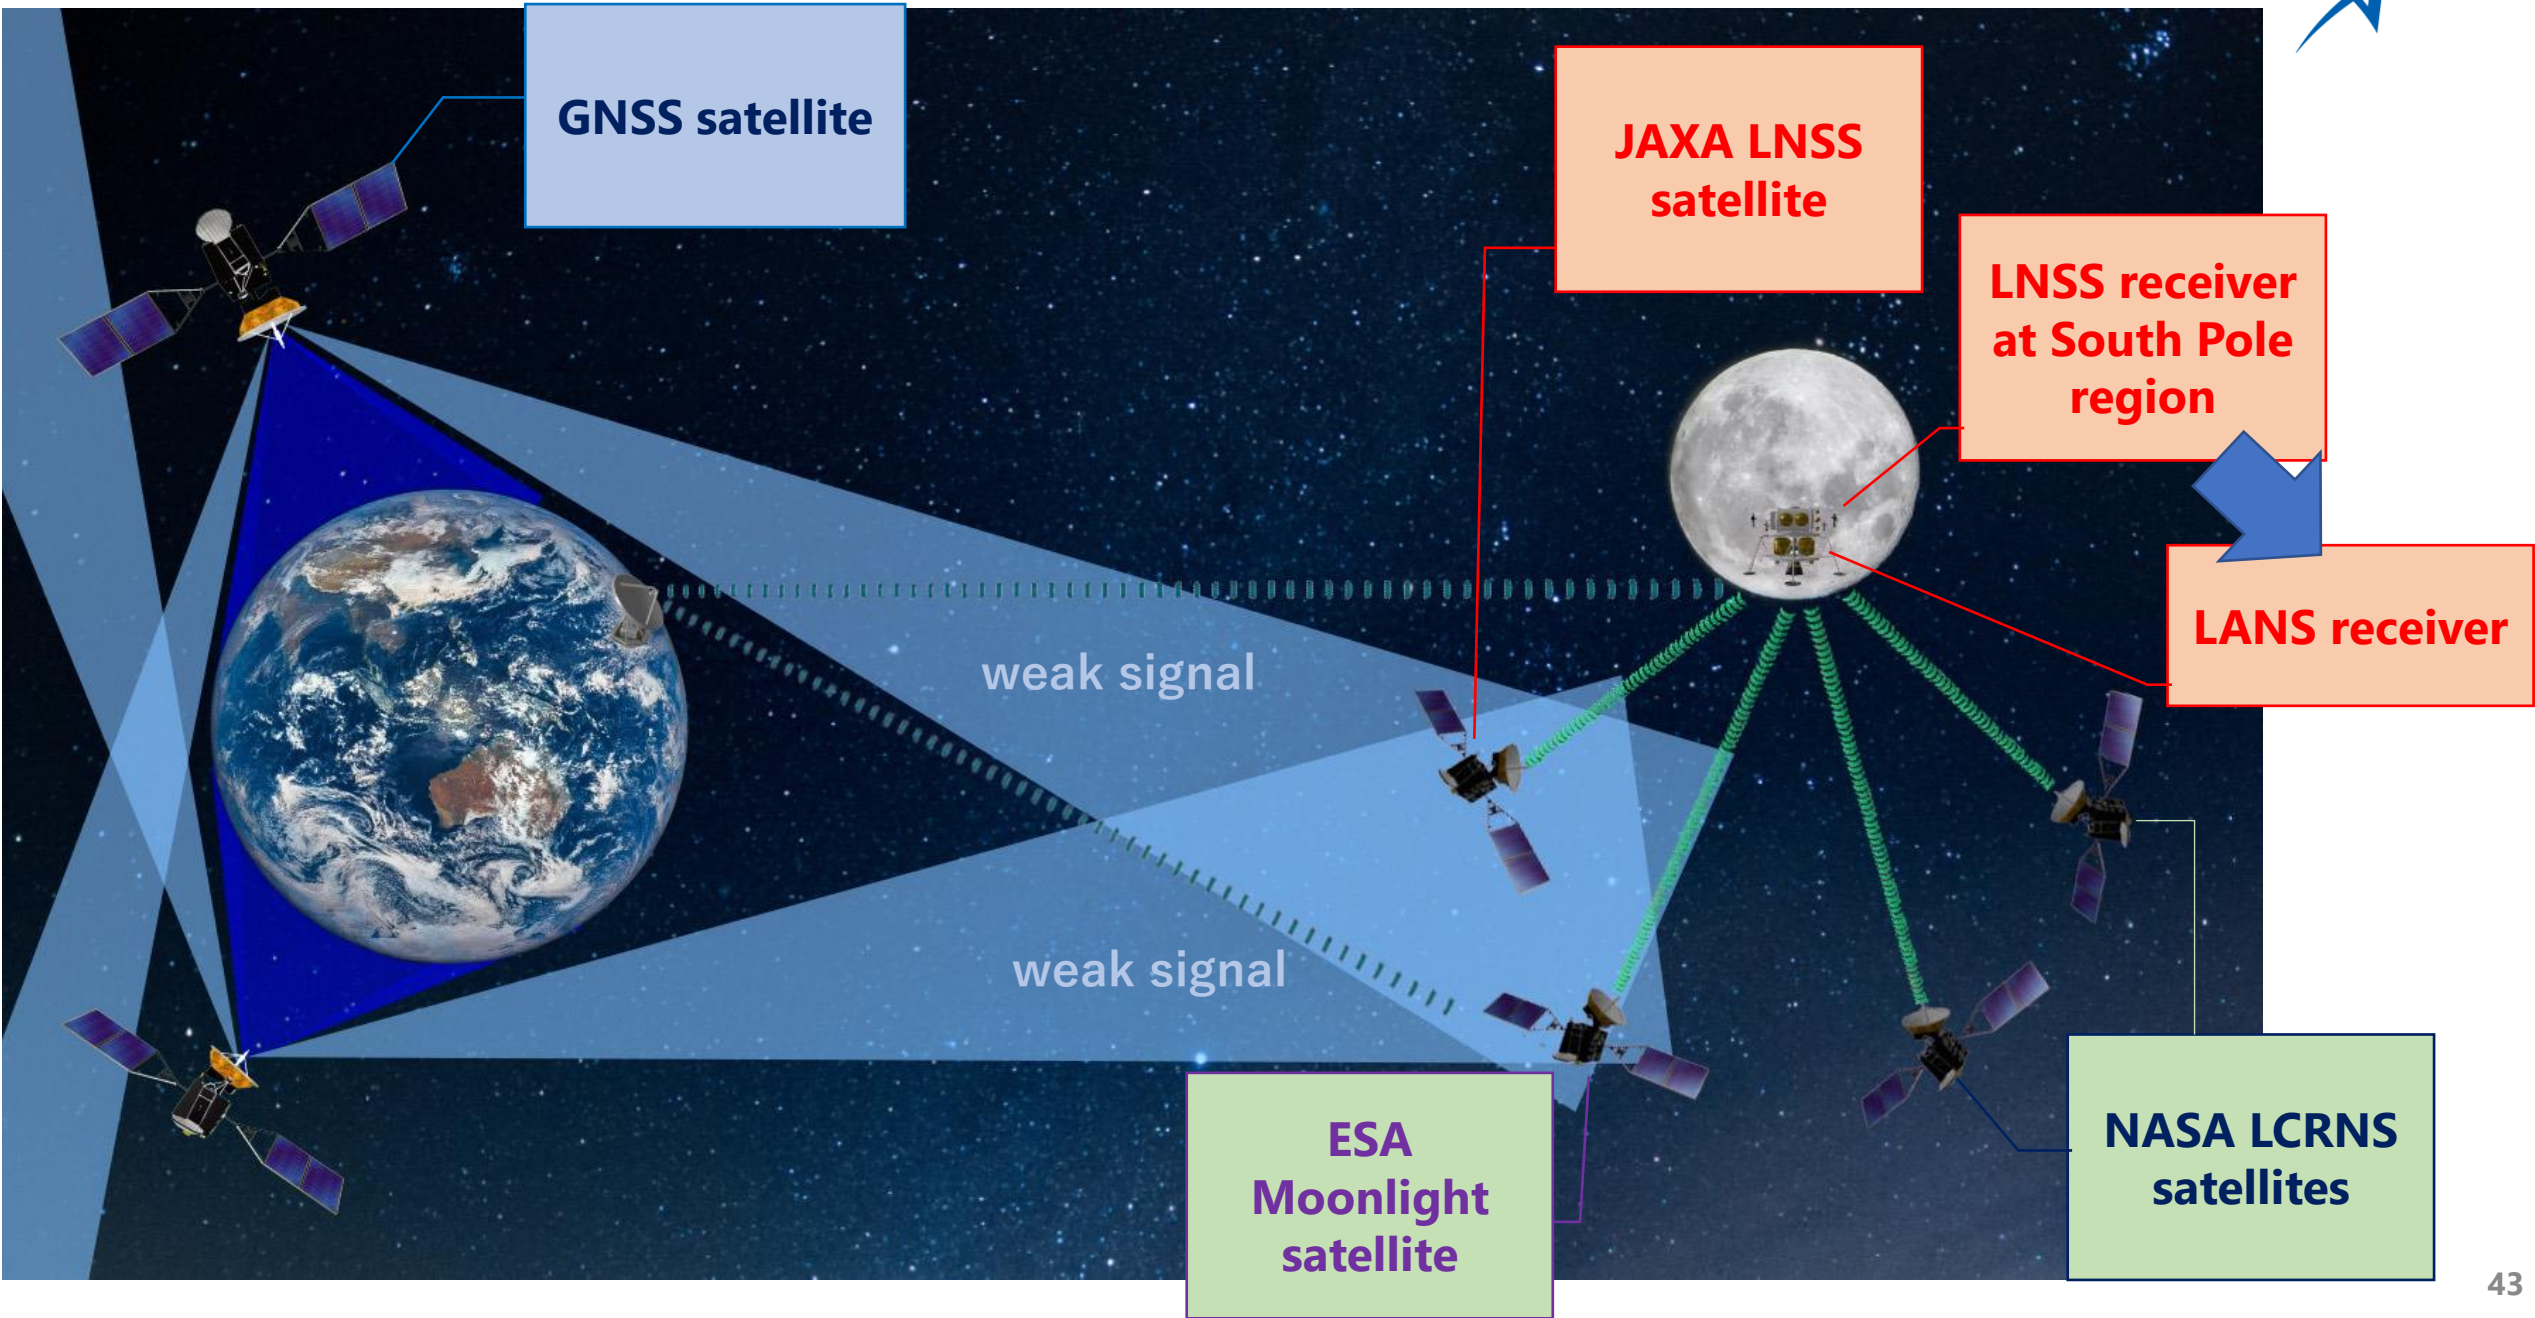 GNSS satellite
JAXA LNSS
satellite
LNSS receiver
at South Pole
region
LANS receiver
weak signal
weak signal
ESA
Moonlight
satellite
NASA LCRNS
satellites
43